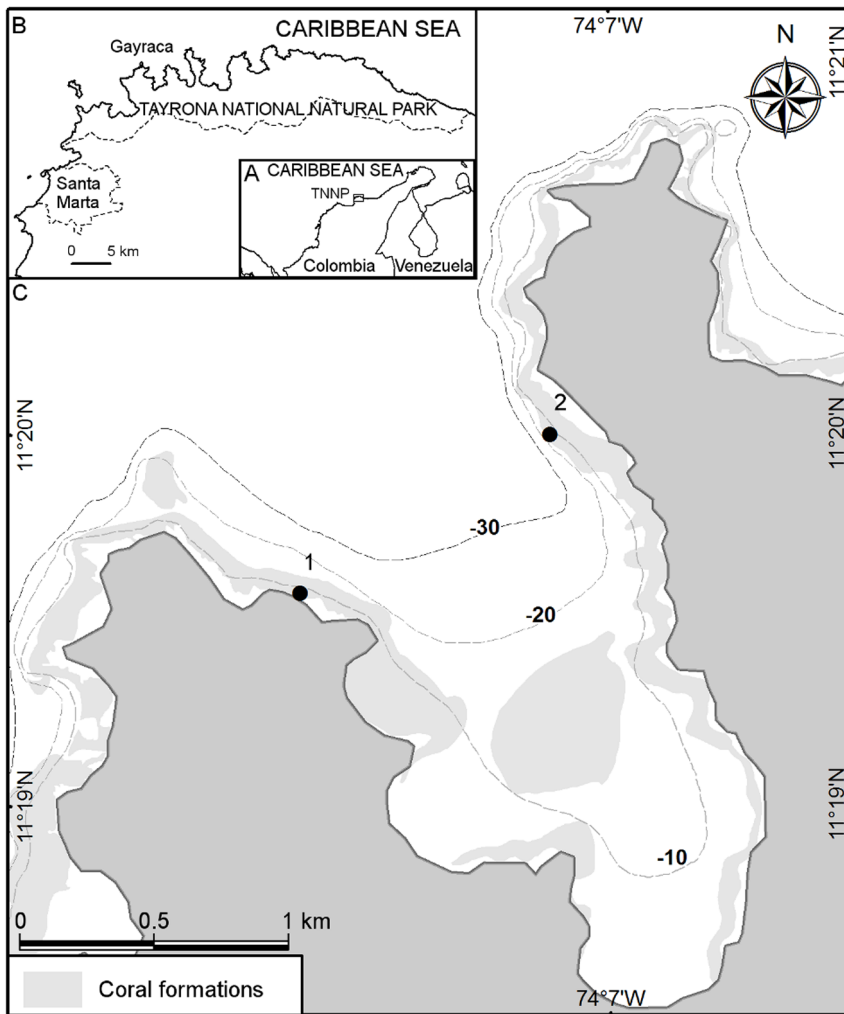 B
CARIBBEAN SEA
Gayraca
TAYRONA NATIONAL NATURAL PARK
Santa
Marta
0 5 km
A
CARIBBEAN SEA
TNNP
Colombia
Venezuela
74°7'W
N
11°21'N
C
11°20'N
11°20'N
2
-30
1
-20
11°19'N
11°19'N
-10
0 0.5 1 km
Coral formations
74°7'W